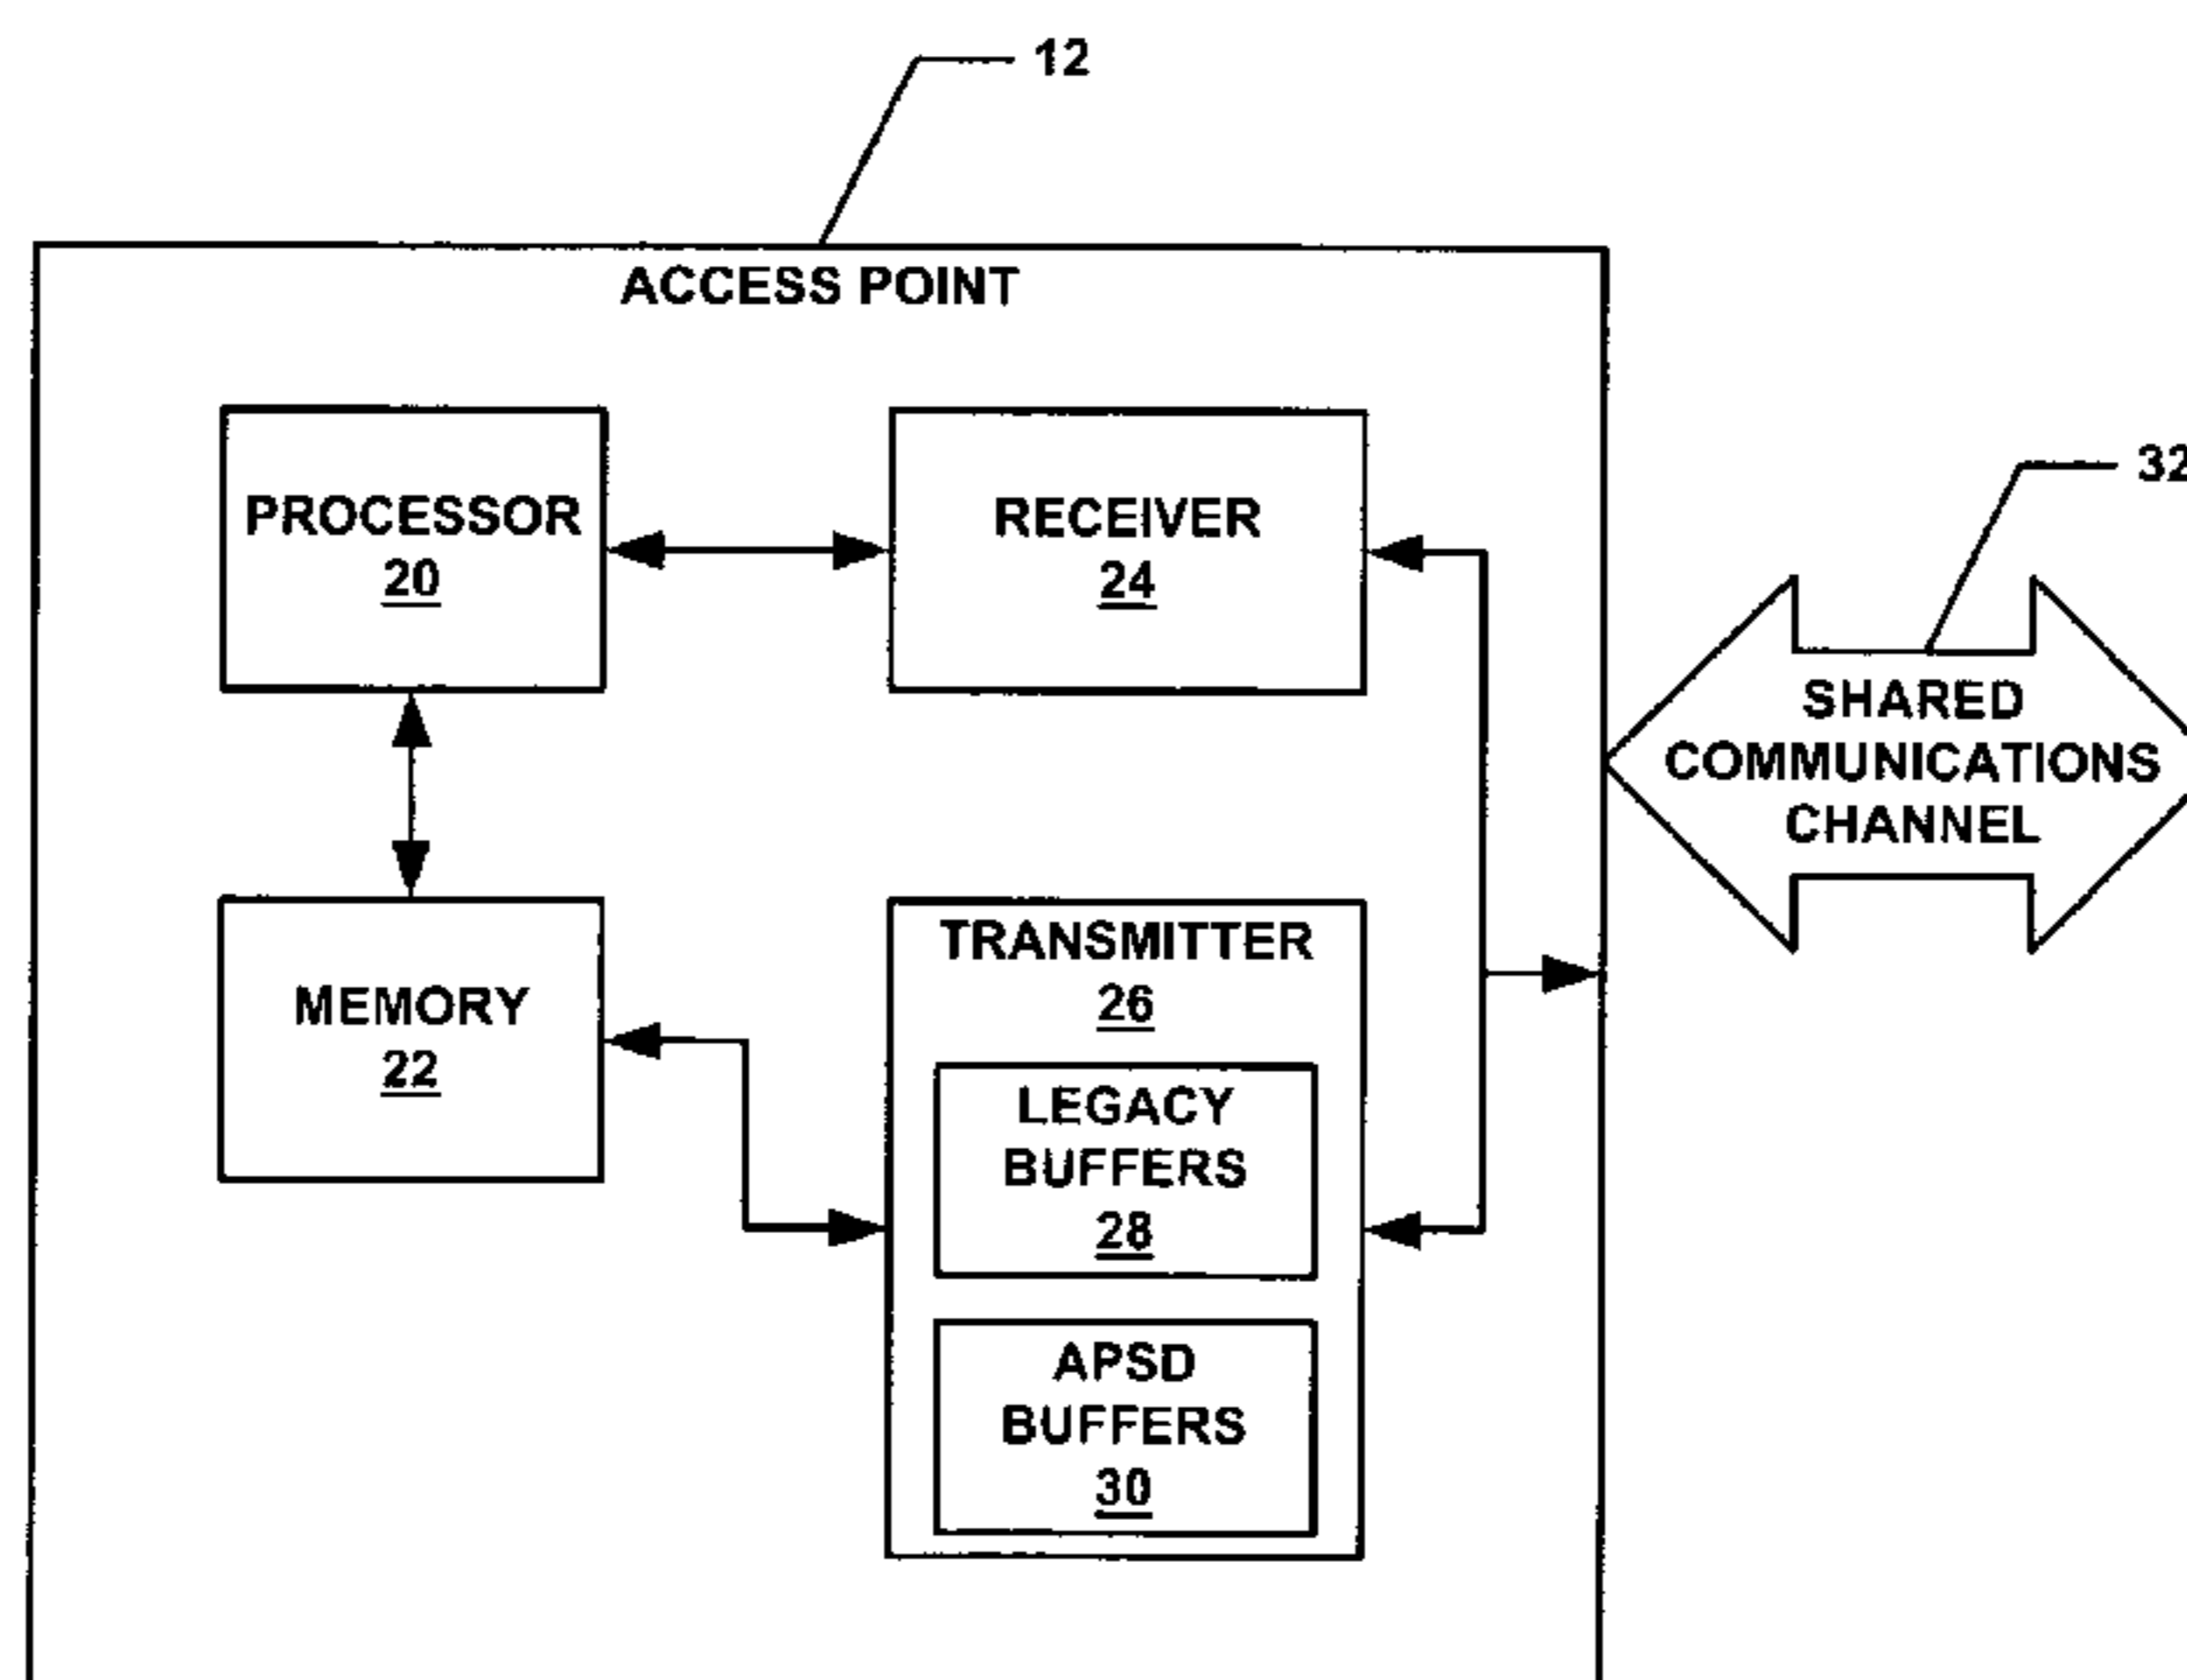 12
ACCESS POINT
PROCESSOR
20
RECEIVER
24
32
SHARED
COMMUNICATIONS
CHANNEL
MEMORY
22
TRANSMITTER
26
LEGACY
BUFFERS
28
APSD
BUFFERS
30